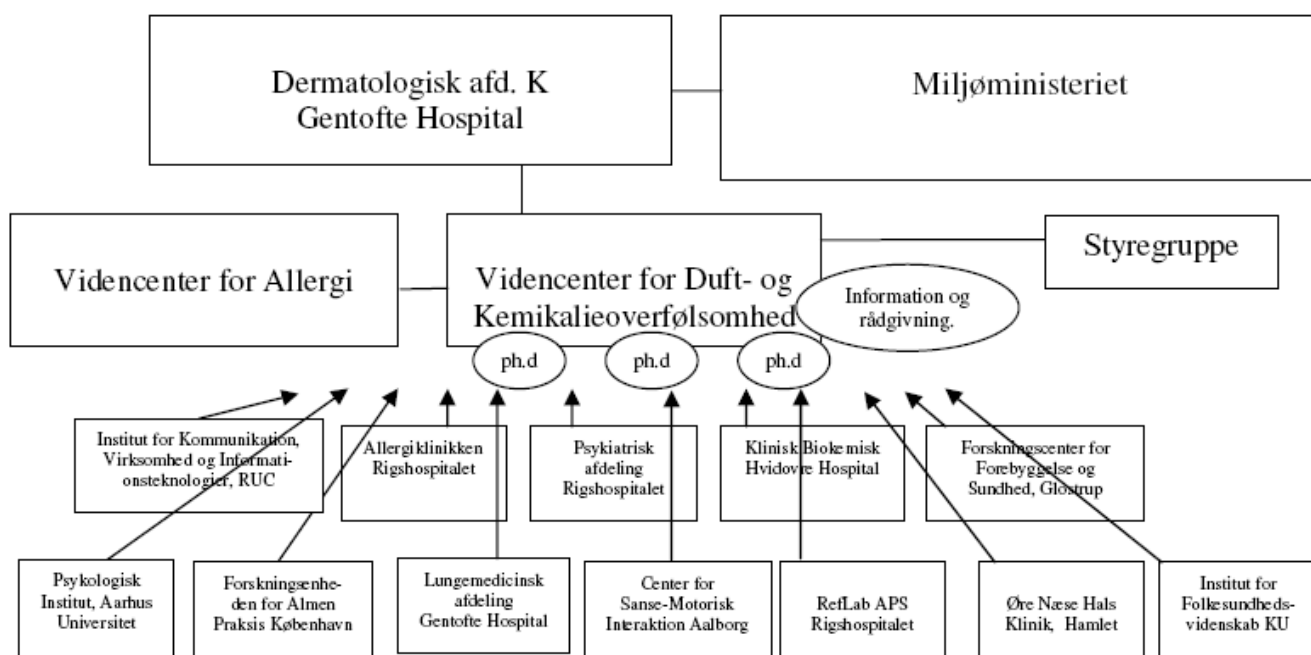 Dermatologisk afd. K
Gentofte Hospital
Miljøministeriet
Videncenter for Allergi
Videncenter for Duft- og
Kemikalieoverfølsomhed
Styregruppe
Information og
rådgivning.
ph.d
ph.d
ph.d
Institut for Kommunikation,
Virksomhed og Informati-
onsteknologier, RUC
Allergiklinikken
Rigshospitalet
Psykiatrisk
afdeling
Rigshospitalet
Klinisk Biokemisk
Hvidovre Hospital
Forskningscenter for
Forebyggelse og
Sundhed, Glostrup
Psykologisk
Institut, Aarhus
Universitet
Forskningsenhe-
den for Almen
Praksis København
Lungemedicinsk
afdeling
Gentofte Hospital
Center for
Sanse-Motorisk
Interaktion Aalborg
RefLab APS
Rigshospitalet
Øre Næse Hals
Klinik, Hamlet
Institut for
Folkesundheds-
videnskab KU